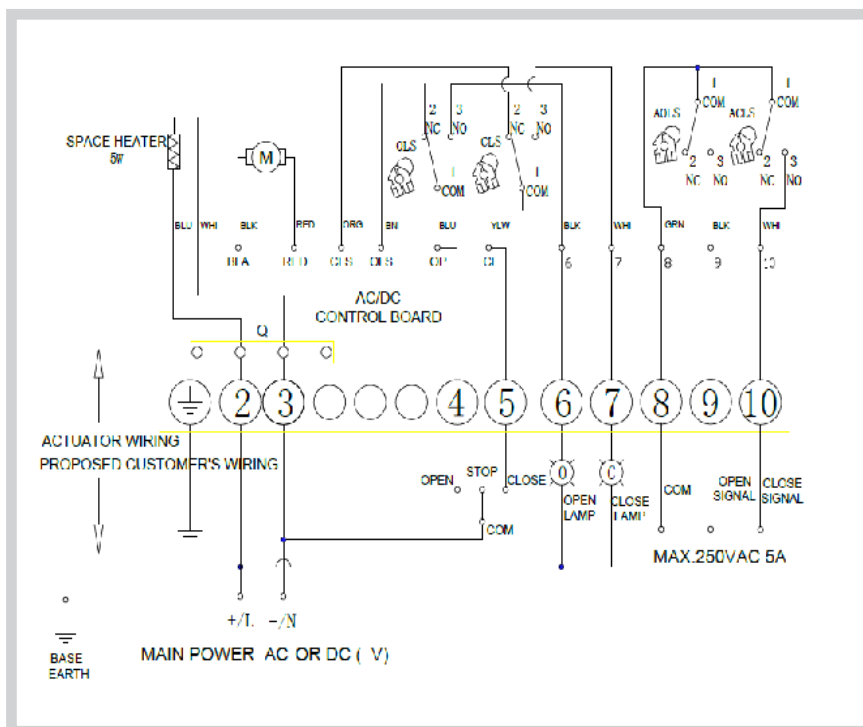 1
COM
1
COM
2
NC
3
NO
2
NC
3
NO
AOLS
ACLS
SPACE HEATER
5W
M
OLS
CLS
1
COM
1
COM
2
NC
3
NO
2
NC
3
NO
BLU
WHI
BLK
RED
ORG
BN
BLU
YLW
BLK
WHI
GRN
BLK
WHI
BLA
RED
CLS
OLS
OP
CL
6
7
8
9
10
AC/DC
CONTROL BOARD
Q
2
3
4
5
6
7
8
9
10
ACTUATOR WIRING
PROPOSED CUSTOMER'S WIRING
OPEN
STOP
CLOSE
COM
O
OPEN
LAMP
C
CLOSE
LAMP
COM
OPEN
SIGNAL
CLOSE
SIGNAL
MAX.250VAC 5A
+/L
-/N
BASE
EARTH
MAIN POWER AC OR DC ( V)